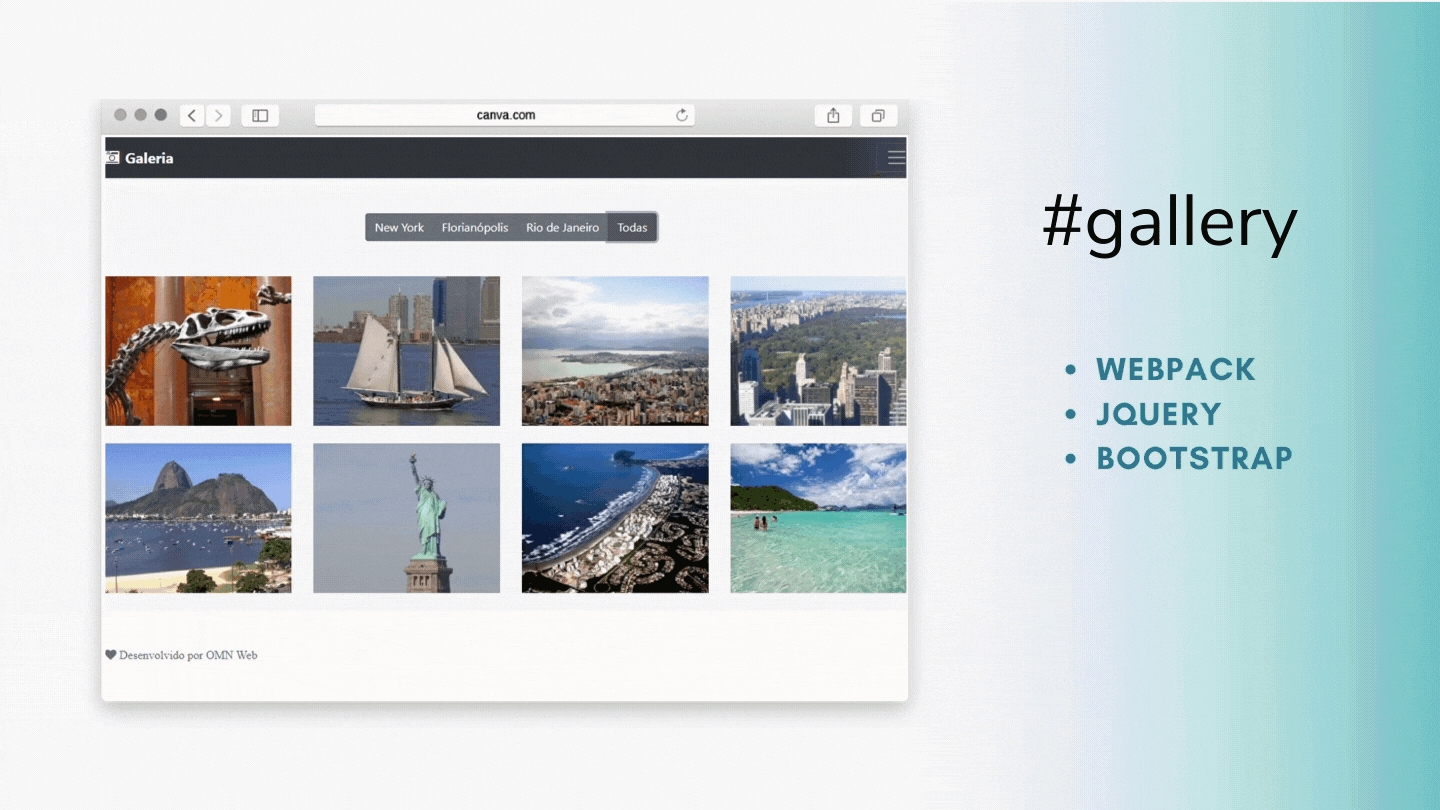 canva.com
Galeria
New York Florianópolis Rio de Janeiro Todas
Desenvolvido por OMN Web
#gallery
• WEBPACK
• JQUERY
• BOOTSTRAP